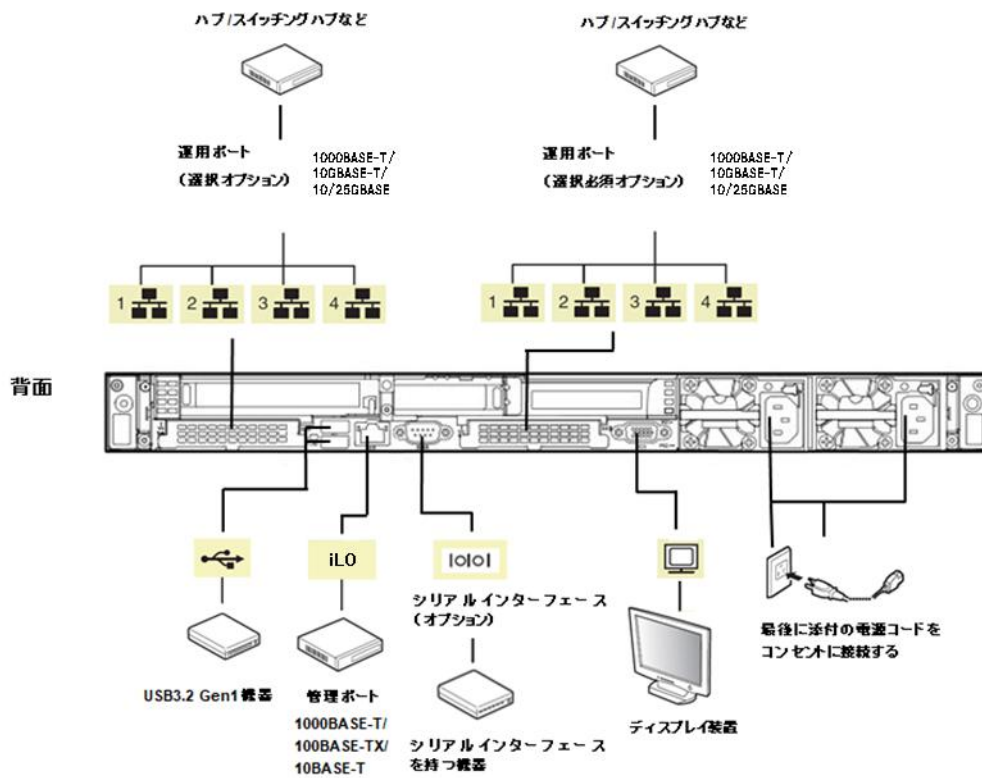 ハブ/スイッチングハブなど
ハブ/スイッチングハブなど
運用ポート
(選択オプション)
1000BASE-T/
10GBASE-T/
10/25GBASE
運用ポート
(選択必須オプション)
1000BASE-T/
10GBASE-T/
10/25GBASE
1
2
3
4
1
2
3
4
背面
iLO
|O|O|
シリアルインターフェース
(オプション)
最後に添付の電源コードを
コンセントに接続する
USB3.2 Gen1機器
管理ポート
1000BASE-T/
100BASE-TX/
10BASE-T
シリアルインターフェース
を持つ機器
ディスプレイ装置